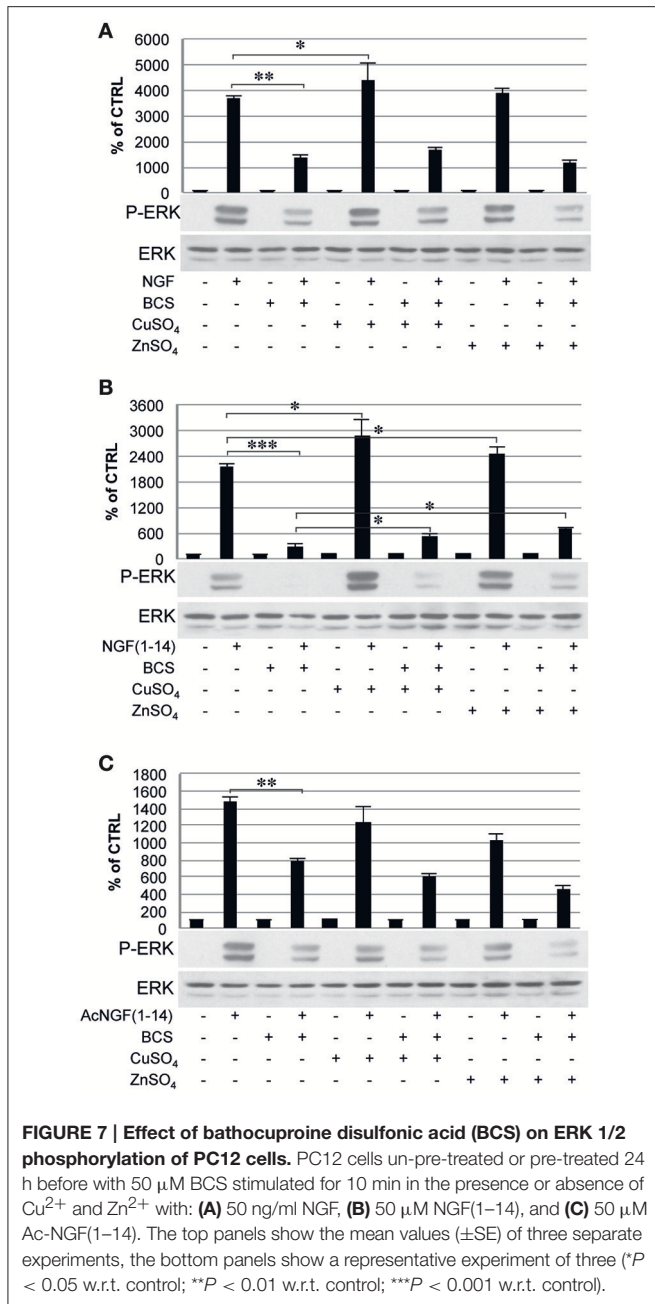 A
% of CTRL
6000
5000
4000
3000
2000
1000
0
*
**
P-ERK
ERK
NGF - + - + - + - + - + - +
BCS - - + + - - + + - - + +
CuSO₄ - - - - + + + + - - - -
ZnSO₄ - - - - - - - - + + + +
B
% of CTRL
3600
3000
2400
1800
1200
600
0
*
*
***
*
*
P-ERK
ERK
NGF(1-14) - + - + - + - + - + - +
BCS - - + + - - + + - - + +
CuSO₄ - - - - + + + + - - - -
ZnSO₄ - - - - - - - - + + + +
C
% of CTRL
1800
1600
1400
1200
1000
800
600
400
200
0
**
P-ERK
ERK
AcNGF(1-14) - + - + - + - + - + - +
BCS - - + + - - + + - - + +
CuSO₄ - - - - + + + + - - - -
ZnSO₄ - - - - - - - - + + + +
FIGURE 7 | Effect of bathocuproine disulfonic acid (BCS) on ERK 1/2
phosphorylation of PC12 cells. PC12 cells un-pre-treated or pre-treated 24
h before with 50 μM BCS stimulated for 10 min in the presence or absence of
Cu²⁺ and Zn²⁺ with: (A) 50 ng/ml NGF, (B) 50 μM NGF(1–14), and (C) 50 μM
Ac-NGF(1–14). The top panels show the mean values (±SE) of three separate
experiments, the bottom panels show a representative experiment of three (*P
< 0.05 w.r.t. control; **P < 0.01 w.r.t. control; ***P < 0.001 w.r.t. control).